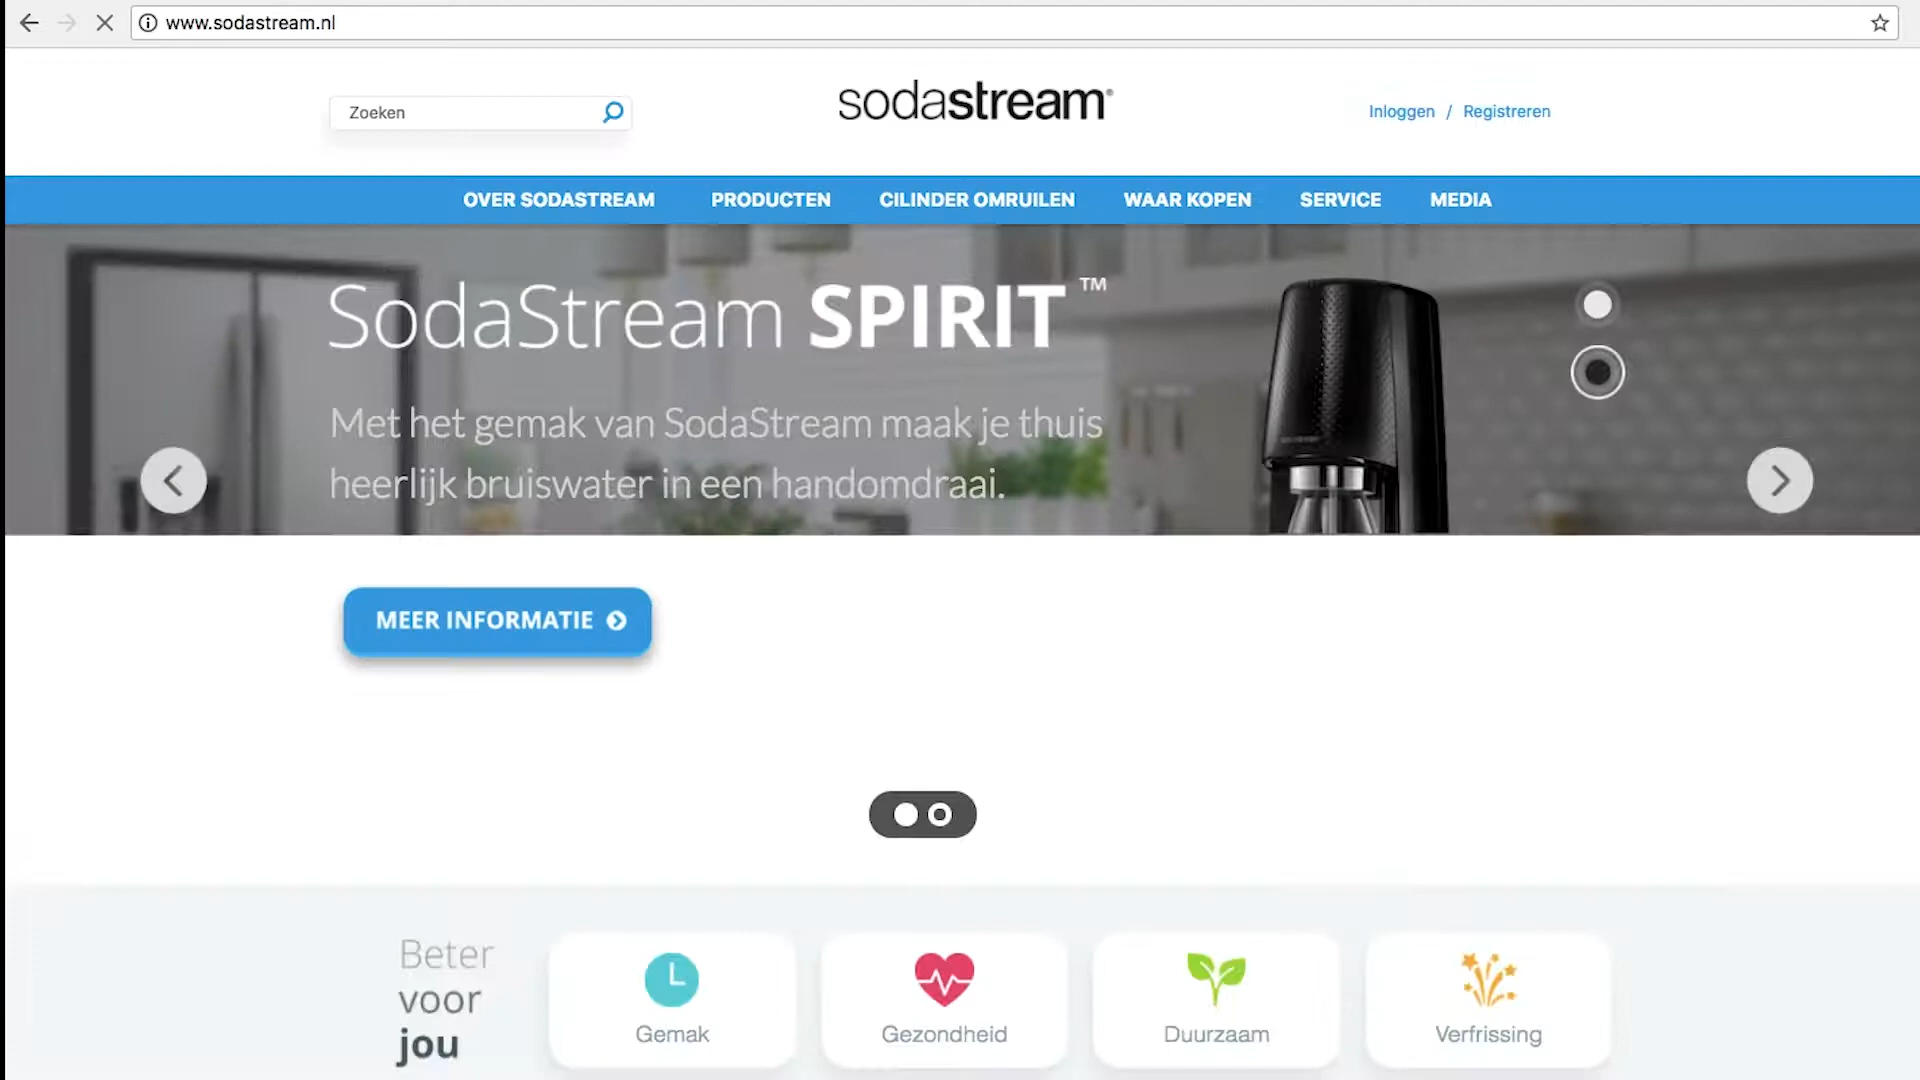 www.sodastream.nl
Zoeken
sodastream®
Inloggen / Registreren
OVER SODASTREAM PRODUCTEN CILINDER OMRUILEN WAAR KOPEN SERVICE MEDIA
SodaStream SPIRIT™
Met het gemak van SodaStream maak je thuis
heerlijk bruiswater in een handomdraai.
MEER INFORMATIE
Beter
voor
jou
Gemak
Gezondheid
Duurzaam
Verfrissing